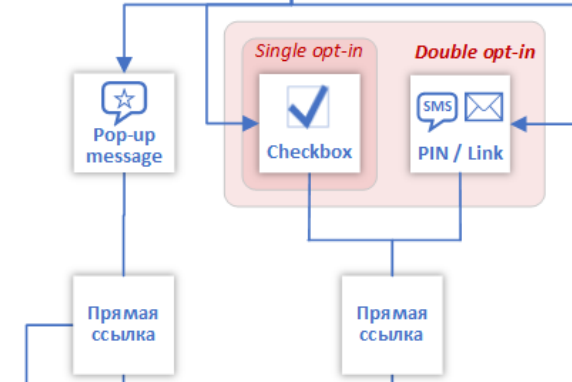 Single opt-in
Double opt-in
Pop-up
message
Checkbox
SMS
PIN / Link
Прямая
ссылка
Прямая
ссылка